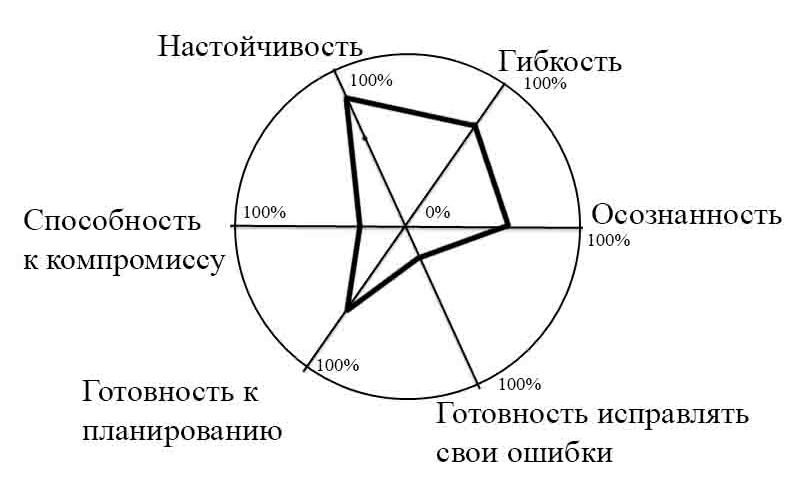 Настойчивость
100%
Гибкость
100%
Способность
к компромиссу
100%
0%
Осознанность
100%
Готовность к
планированию
100%
100%
Готовность исправлять
свои ошибки